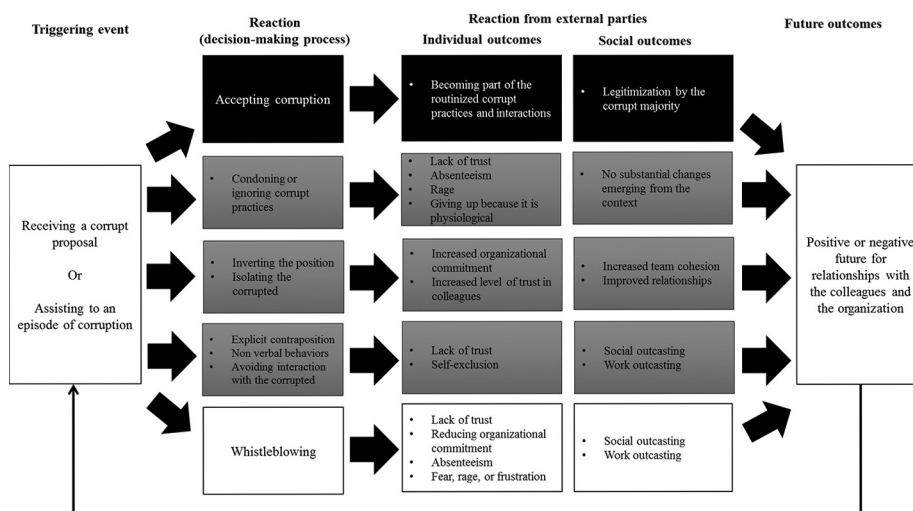 Triggering event
Reaction
(decision-making process)
Reaction from external parties
Individual outcomes
Social outcomes
Future outcomes
Receiving a corrupt
proposal
Or
Assisting to an
episode of corruption
Accepting corruption
• Becoming part of the
routinized corrupt
practices and interactions
• Legitimization by the
corrupt majority
• Condoning or
ignoring corrupt
practices
• Lack of trust
• Absenteeism
• Rage
• Giving up because it is
physiological
• No substantial changes
emerging from the
context
• Inverting the position
• Isolating the
corrupted
• Increased organizational
commitment
• Increased level of trust in
colleagues
• Increased team cohesion
• Improved relationships
• Explicit contraposition
• Non verbal behaviors
• Avoiding interaction
with the corrupted
• Lack of trust
• Self-exclusion
• Social outcasting
• Work outcasting
Whistleblowing
• Lack of trust
• Reducing organizational
commitment
• Absenteeism
• Fear, rage, or frustration
• Social outcasting
• Work outcasting
Positive or negative
future for
relationships with
the colleagues and
the organization